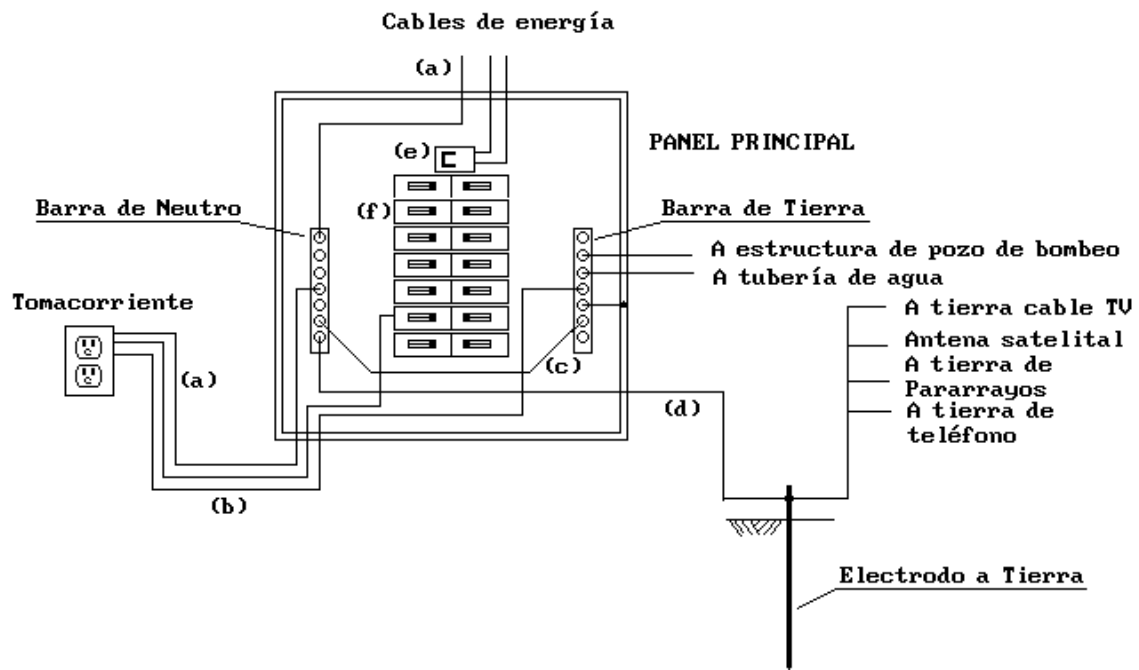 Cables de energía
(a)
PANEL PRINCIPAL
(e)
(f)
Barra de Neutro
Barra de Tierra
A estructura de pozo de bombeo
A tubería de agua
Tomacorriente
A tierra cable TV
Antena satelital
A tierra de
Pararrayos
A tierra de
teléfono
(a)
(c)
(d)
(b)
Electrodo a Tierra